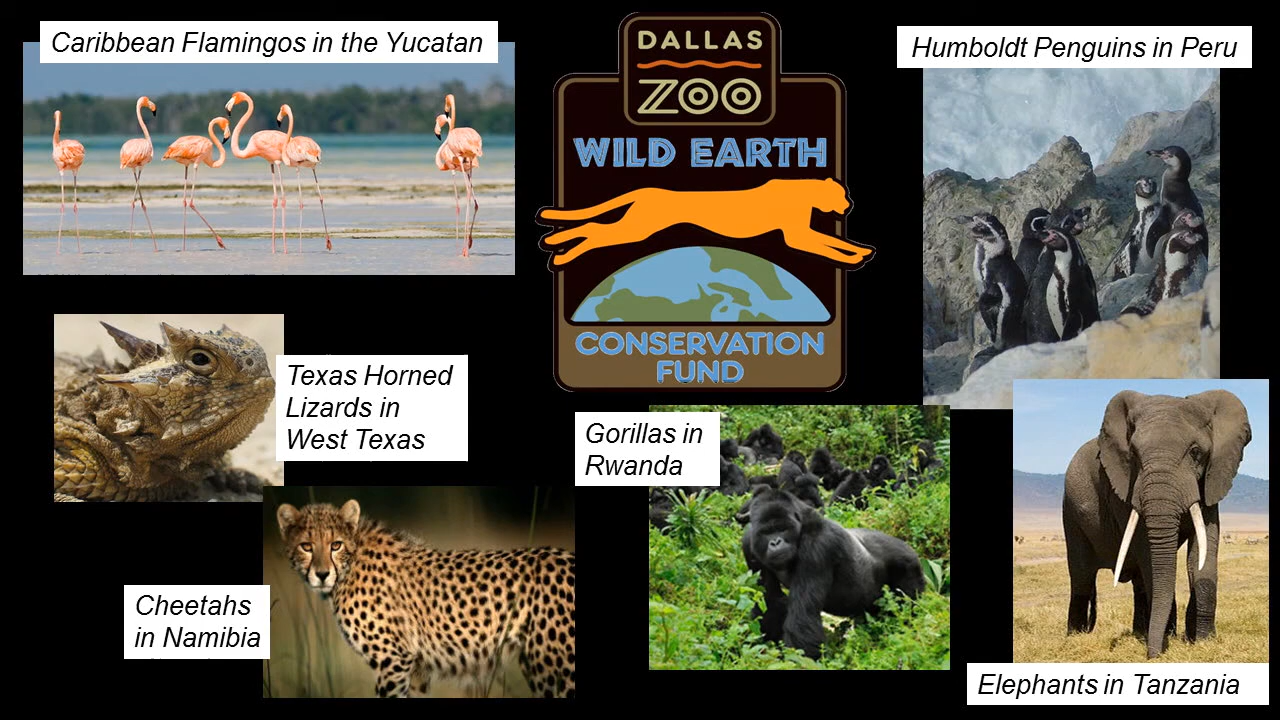 Caribbean Flamingos in the Yucatan
DALLAS
ZOO
WILD EARTH
CONSERVATION
FUND
Humboldt Penguins in Peru
Texas Horned
Lizards in
West Texas
Gorillas in
Rwanda
Cheetahs
in Namibia
Elephants in Tanzania